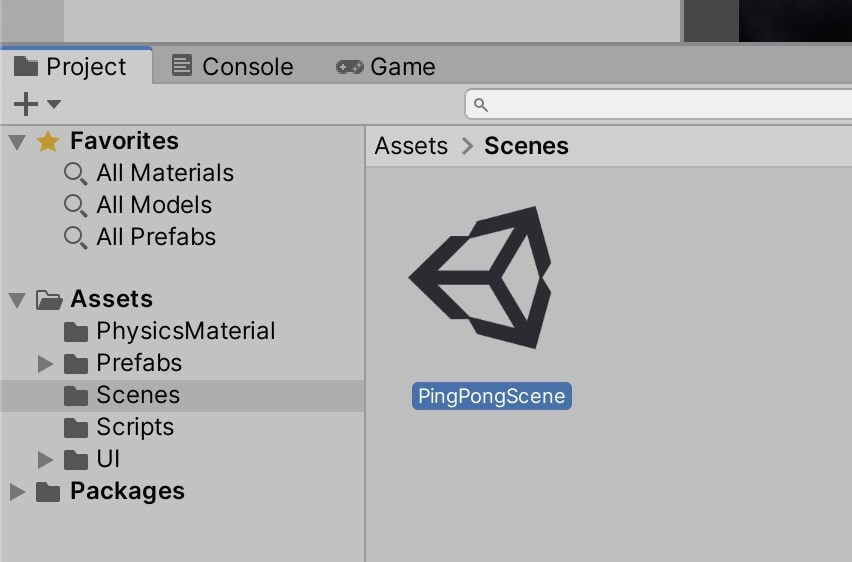 Project Console Game
Favorites
All Materials
All Models
All Prefabs
Assets
PhysicsMaterial
Prefabs
Scenes
Scripts
UI
Packages
Assets > Scenes
PingPongScene